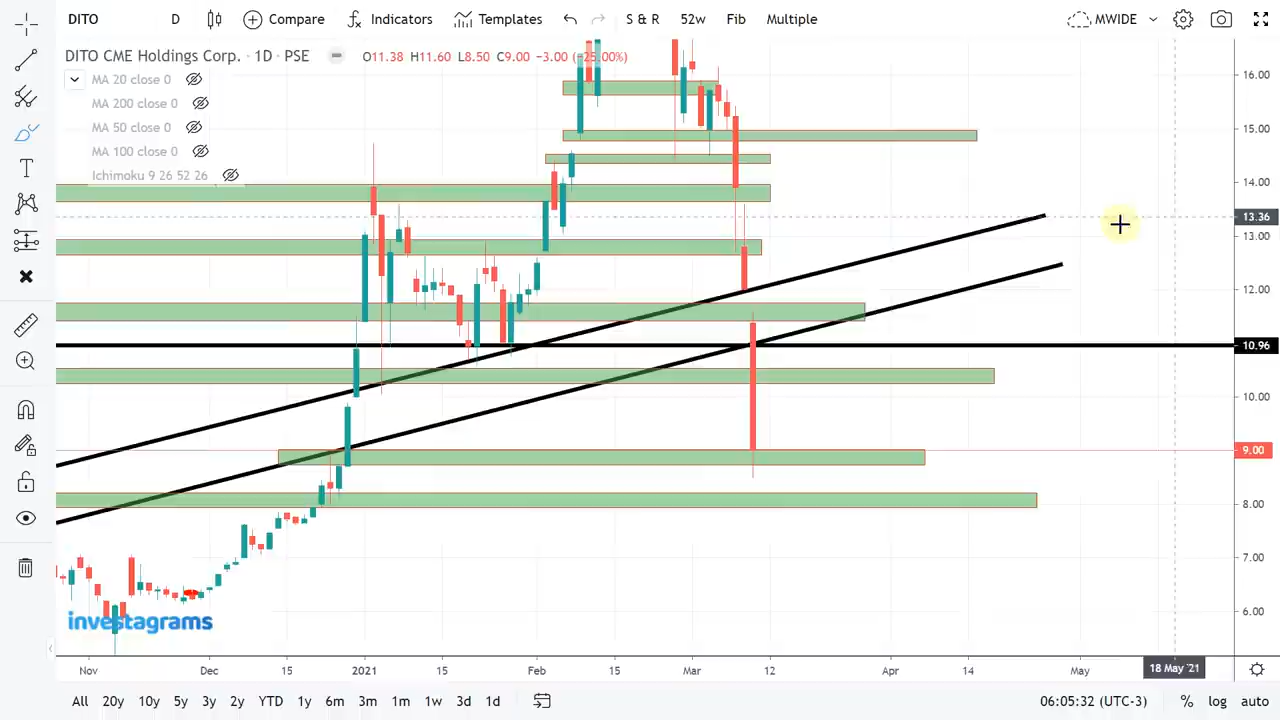 DITO D Compare Indicators Templates S & R 52w Fib Multiple MWIDE
DITO CME Holdings Corp. · 1D · PSE O11.38 H11.60 L8.50 C9.00 −3.00 (−25.00%)
MA 20 close 0
MA 200 close 0
MA 50 close 0
MA 100 close 0
Ichimoku 9 26 52 26
16.00
15.00
14.00
13.36
13.00
12.00
10.96
10.00
9.00
8.00
7.00
6.00
investagrams
Nov Dec 15 2021 15 Feb 15 Mar 12 Apr 14 May 18 May '21
All 20y 10y 5y 3y 2y YTD 1y 6m 3m 1m 1w 3d 1d 06:05:32 (UTC-3) % log auto